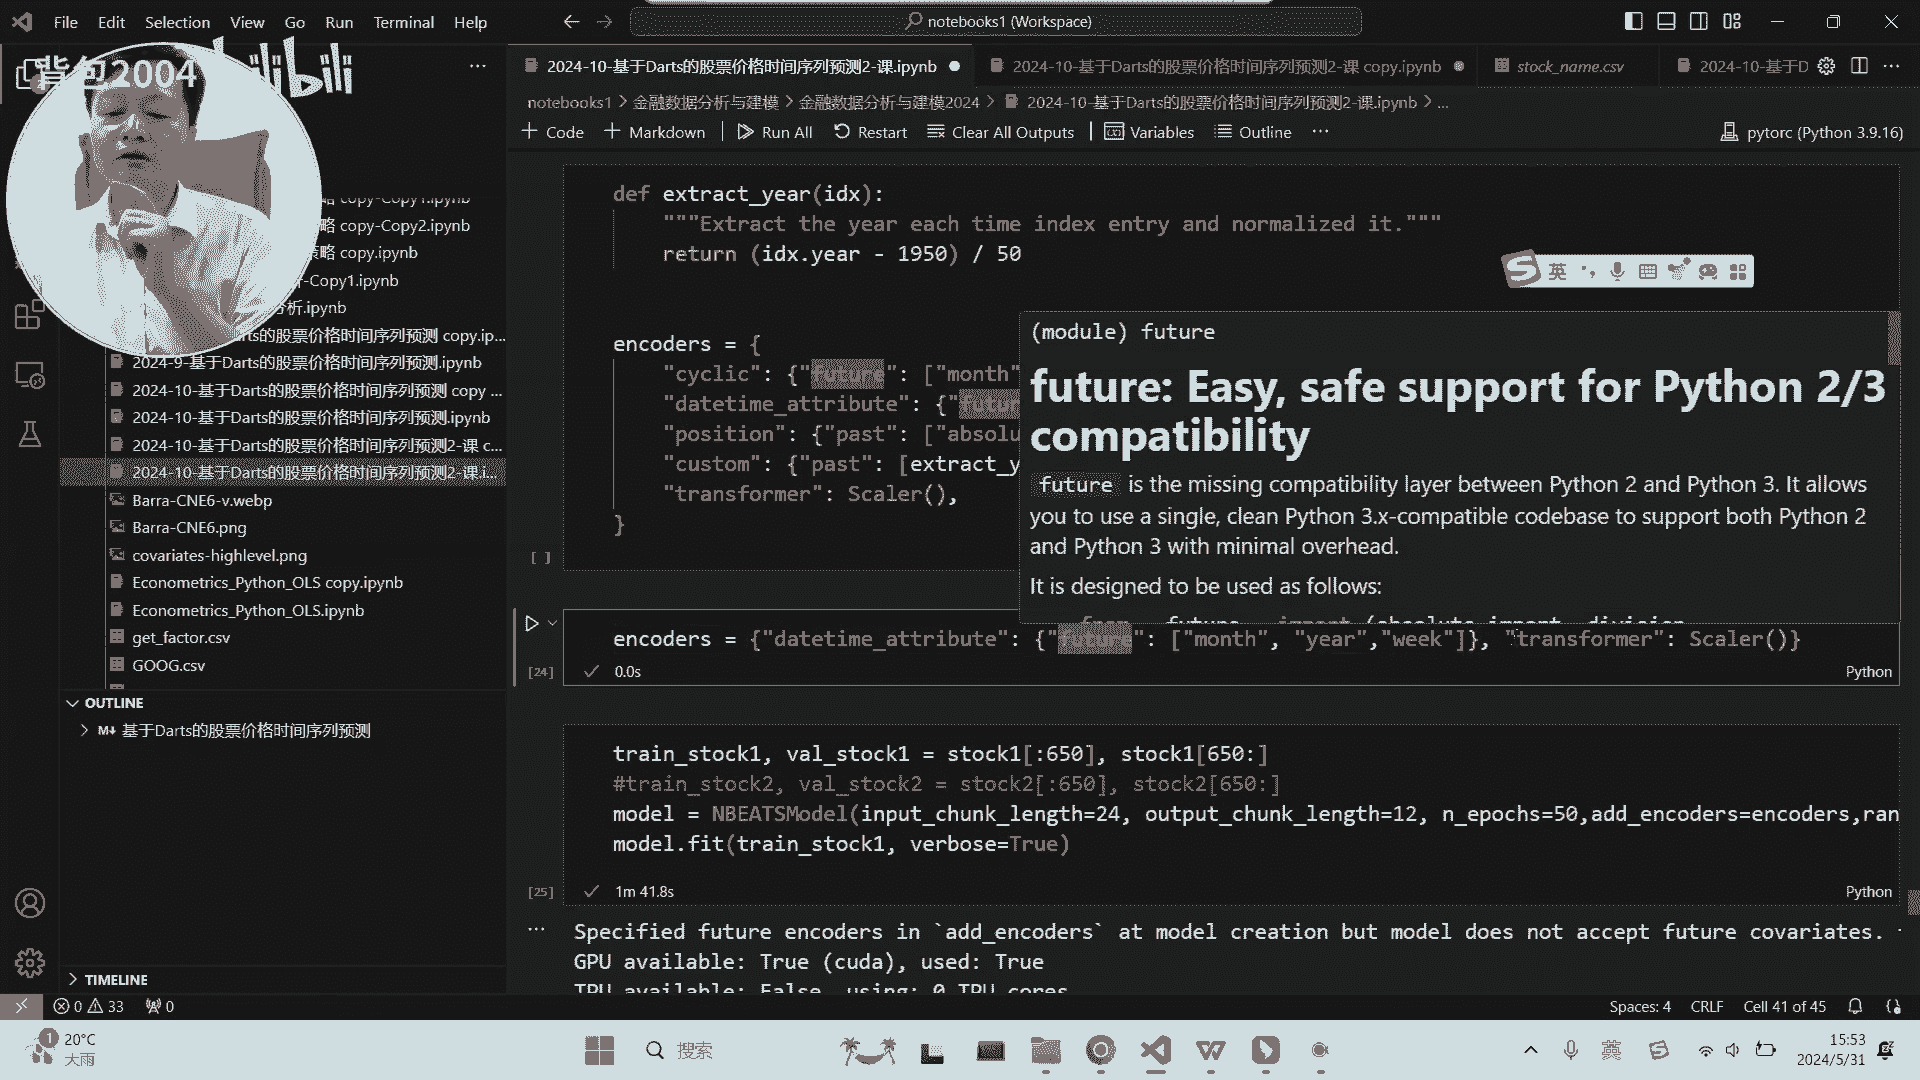 File Edit Selection View Go Run Terminal Help
notebooks1 (Workspace)
背包2004
bilibili
2024-10-基于Darts的股票价格时间序列预测2-课.ipynb
2024-10-基于Darts的股票价格时间序列预测2-课 copy.ipynb
stock_name.csv
2024-10-基于D
notebooks1 > 金融数据分析与建模 > 金融数据分析与建模2024 > 2024-10-基于Darts的股票价格时间序列预测2-课.ipynb > ...
+ Code + Markdown Run All Restart Clear All Outputs Variables Outline ...
pytorc (Python 3.9.16)
略 copy-Copy1.ipynb
略 copy-Copy2.ipynb
略 copy.ipynb
-Copy1.ipynb
分析.ipynb
arts的股票价格时间序列预测 copy.ip...
2024-9-基于Darts的股票价格时间序列预测.ipynb
2024-10-基于Darts的股票价格时间序列预测 copy ...
2024-10-基于Darts的股票价格时间序列预测.ipynb
2024-10-基于Darts的股票价格时间序列预测2-课 c...
2024-10-基于Darts的股票价格时间序列预测2-课.i...
Barra-CNE6-v.webp
Barra-CNE6.png
covariates-highlevel.png
Econometrics_Python_OLS copy.ipynb
Econometrics_Python_OLS.ipynb
get_factor.csv
GOOG.csv
OUTLINE
基于Darts的股票价格时间序列预测
TIMELINE
def extract_year(idx):
"""Extract the year each time index entry and normalized it."""
return (idx.year - 1950) / 50
英
encoders = {
"cyclic": {"future": ["month"
"datetime_attribute": {"futur
"position": {"past": ["absolu
"custom": {"past": [extract_y
"transformer": Scaler(),
}
[ ]
(module) future
future: Easy, safe support for Python 2/3
compatibility
future is the missing compatibility layer between Python 2 and Python 3. It allows
you to use a single, clean Python 3.x-compatible codebase to support both Python 2
and Python 3 with minimal overhead.
It is designed to be used as follows:
encoders = {"datetime_attribute": {"future": ["month", "year","week"]}, "transformer": Scaler()}
[24] 0.0s Python
train_stock1, val_stock1 = stock1[:650], stock1[650:]
#train_stock2, val_stock2 = stock2[:650], stock2[650:]
model = NBEATSModel(input_chunk_length=24, output_chunk_length=12, n_epochs=50,add_encoders=encoders,ran
model.fit(train_stock1, verbose=True)
[25] 1m 41.8s Python
Specified future encoders in `add_encoders` at model creation but model does not accept future covariates.
GPU available: True (cuda), used: True
TPU available: False, using: 0 TPU cores
0 33 0
Spaces: 4 CRLF Cell 41 of 45
20°C
大雨
搜索
英
15:53
2024/5/31